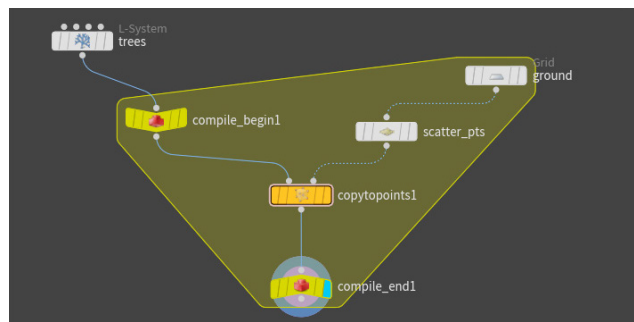 L-System
trees
Grid
ground
compile_begin1
scatter_pts
copytopoints1
compile_end1